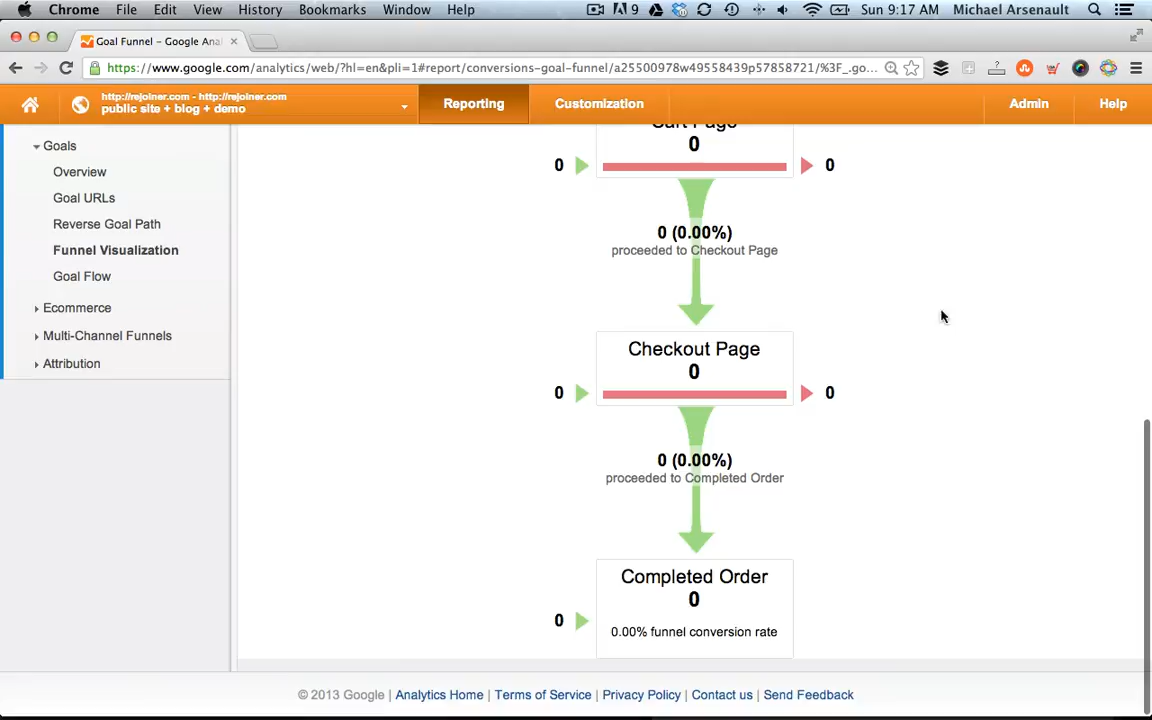 Chrome File Edit View History Bookmarks Window Help 9 Sun 9:17 AM Michael Arsenault
Goal Funnel – Google Ana
https://www.google.com/analytics/web/?hl=en&pli=1#report/conversions-goal-funnel/a25500978w49558439p57858721/%3F_.go...
http://rejoiner.com - http://rejoiner.com
public site + blog + demo
Reporting
Customization
Admin
Help
Goals
Overview
Goal URLs
Reverse Goal Path
Funnel Visualization
Goal Flow
Ecommerce
Multi-Channel Funnels
Attribution
Cart Page
0
0 0
0 (0.00%)
proceeded to Checkout Page
Checkout Page
0
0 0
0 (0.00%)
proceeded to Completed Order
Completed Order
0
0
0.00% funnel conversion rate
© 2013 Google | Analytics Home | Terms of Service | Privacy Policy | Contact us | Send Feedback